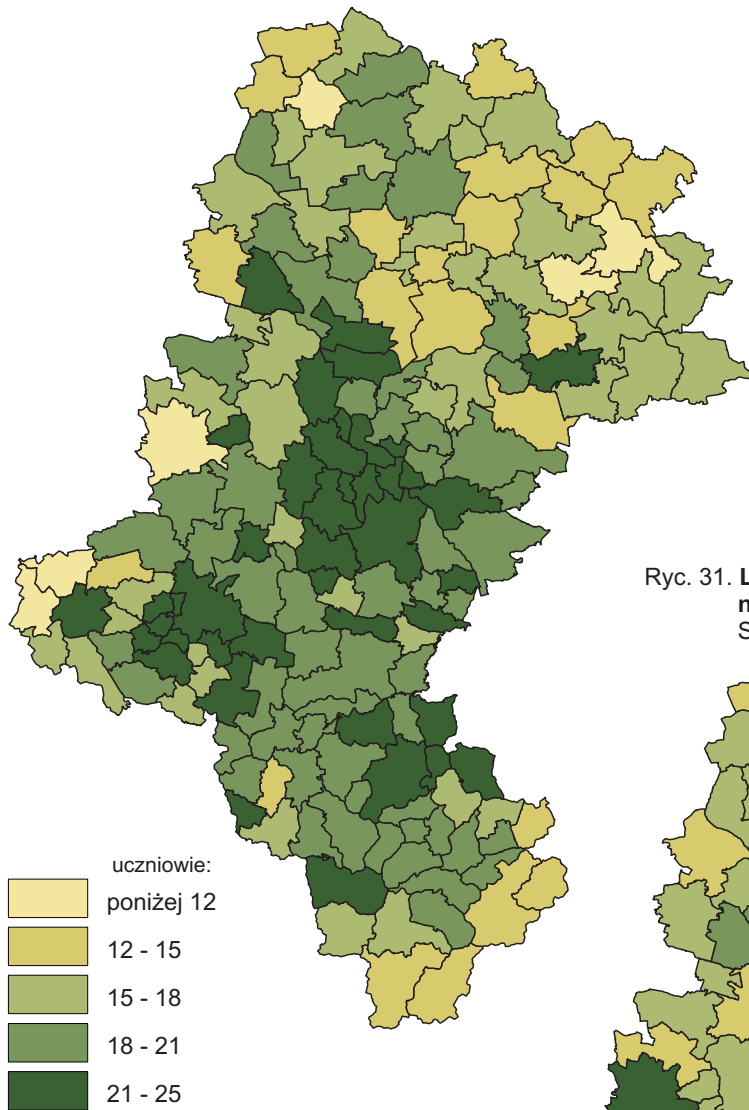 Ryc. 31. L
n
S
uczniowie:
poniżej 12
12 - 15
15 - 18
18 - 21
21 - 25